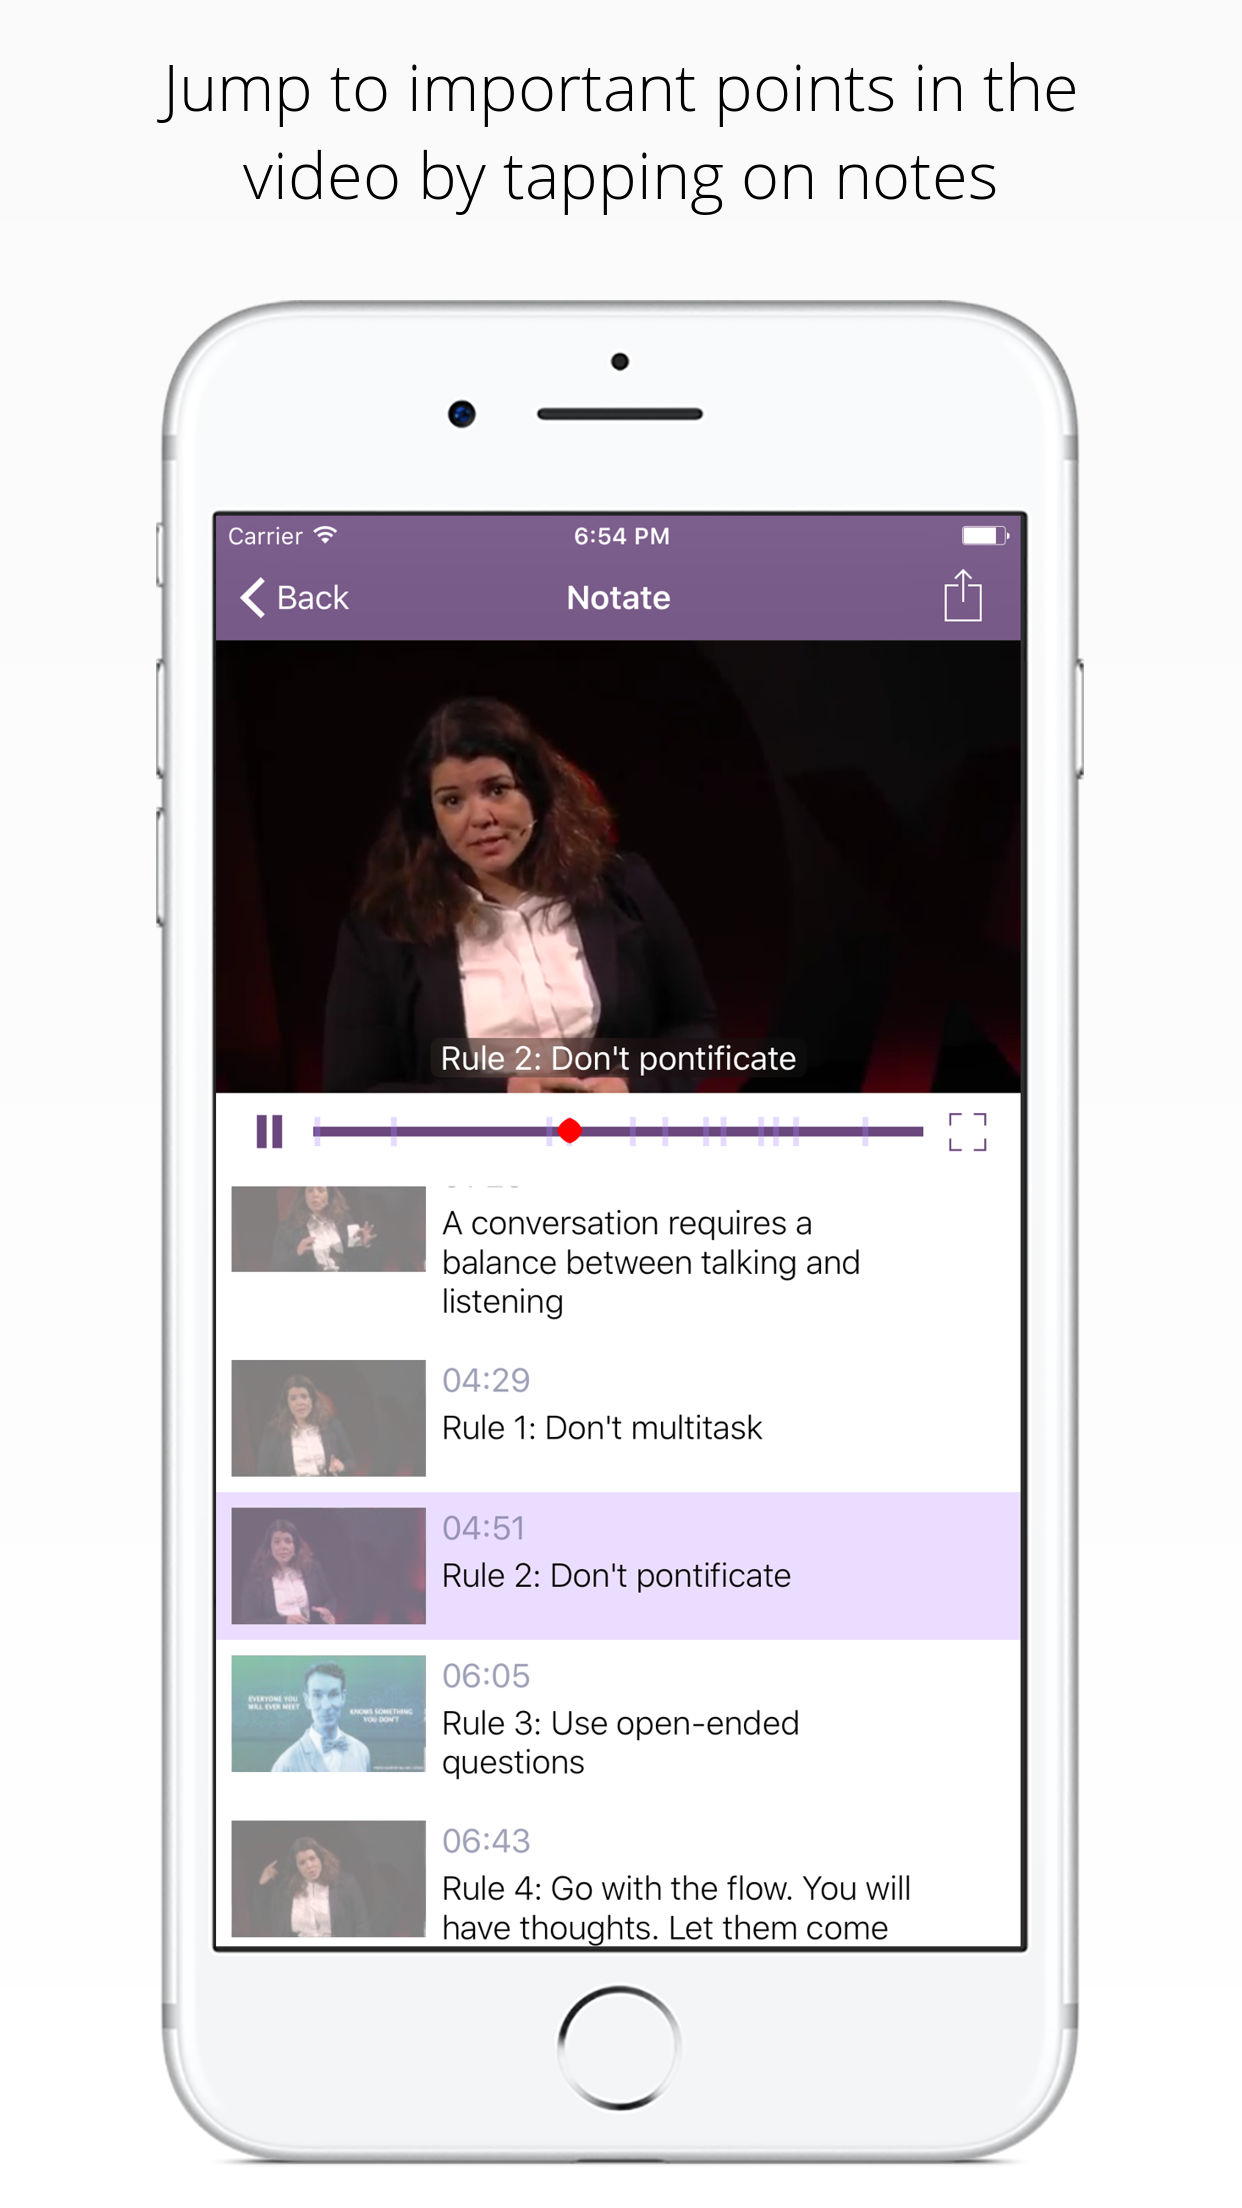 Jump to important points in the
video by tapping on notes
Carrier
6:54 PM
Back
Notate
Rule 2: Don't pontificate
A conversation requires a
balance between talking and
listening
04:29
Rule 1: Don't multitask
04:51
Rule 2: Don't pontificate
EVERYONE YOU
WILL EVER MEET
KNOWS SOMETHING
YOU DON'T
06:05
Rule 3: Use open-ended
questions
06:43
Rule 4: Go with the flow. You will
have thoughts. Let them come